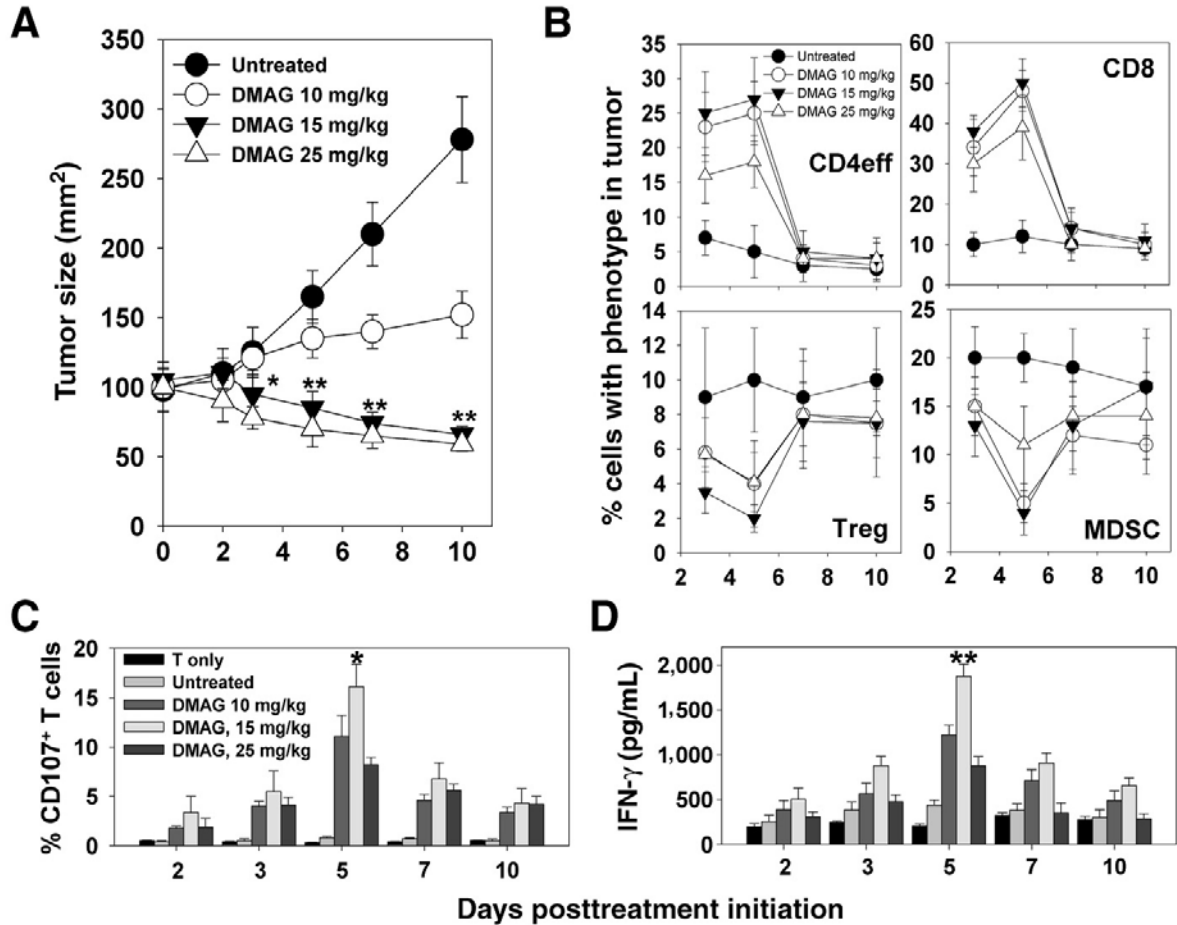 A
Tumor size (mm²)
350
300
250
200
150
100
50
0
Untreated
DMAG 10 mg/kg
DMAG 15 mg/kg
DMAG 25 mg/kg
*
**
**
**
0 2 4 6 8 10
B
% cells with phenotype in tumor
35
30
25
20
15
10
5
0
Untreated
DMAG 10 mg/kg
DMAG 15 mg/kg
DMAG 25 mg/kg
CD4eff
60
50
40
30
20
10
0
CD8
14
12
10
8
6
4
2
0
Treg
2 4 6 8 10
25
20
15
10
5
0
MDSC
2 4 6 8 10
C
% CD107⁺ T cells
20
15
10
5
0
T only
Untreated
DMAG 10 mg/kg
DMAG, 15 mg/kg
DMAG, 25 mg/kg
*
2 3 5 7 10
D
IFN-γ (pg/mL)
2,000
1,500
1,000
500
0
**
2 3 5 7 10
Days posttreatment initiation